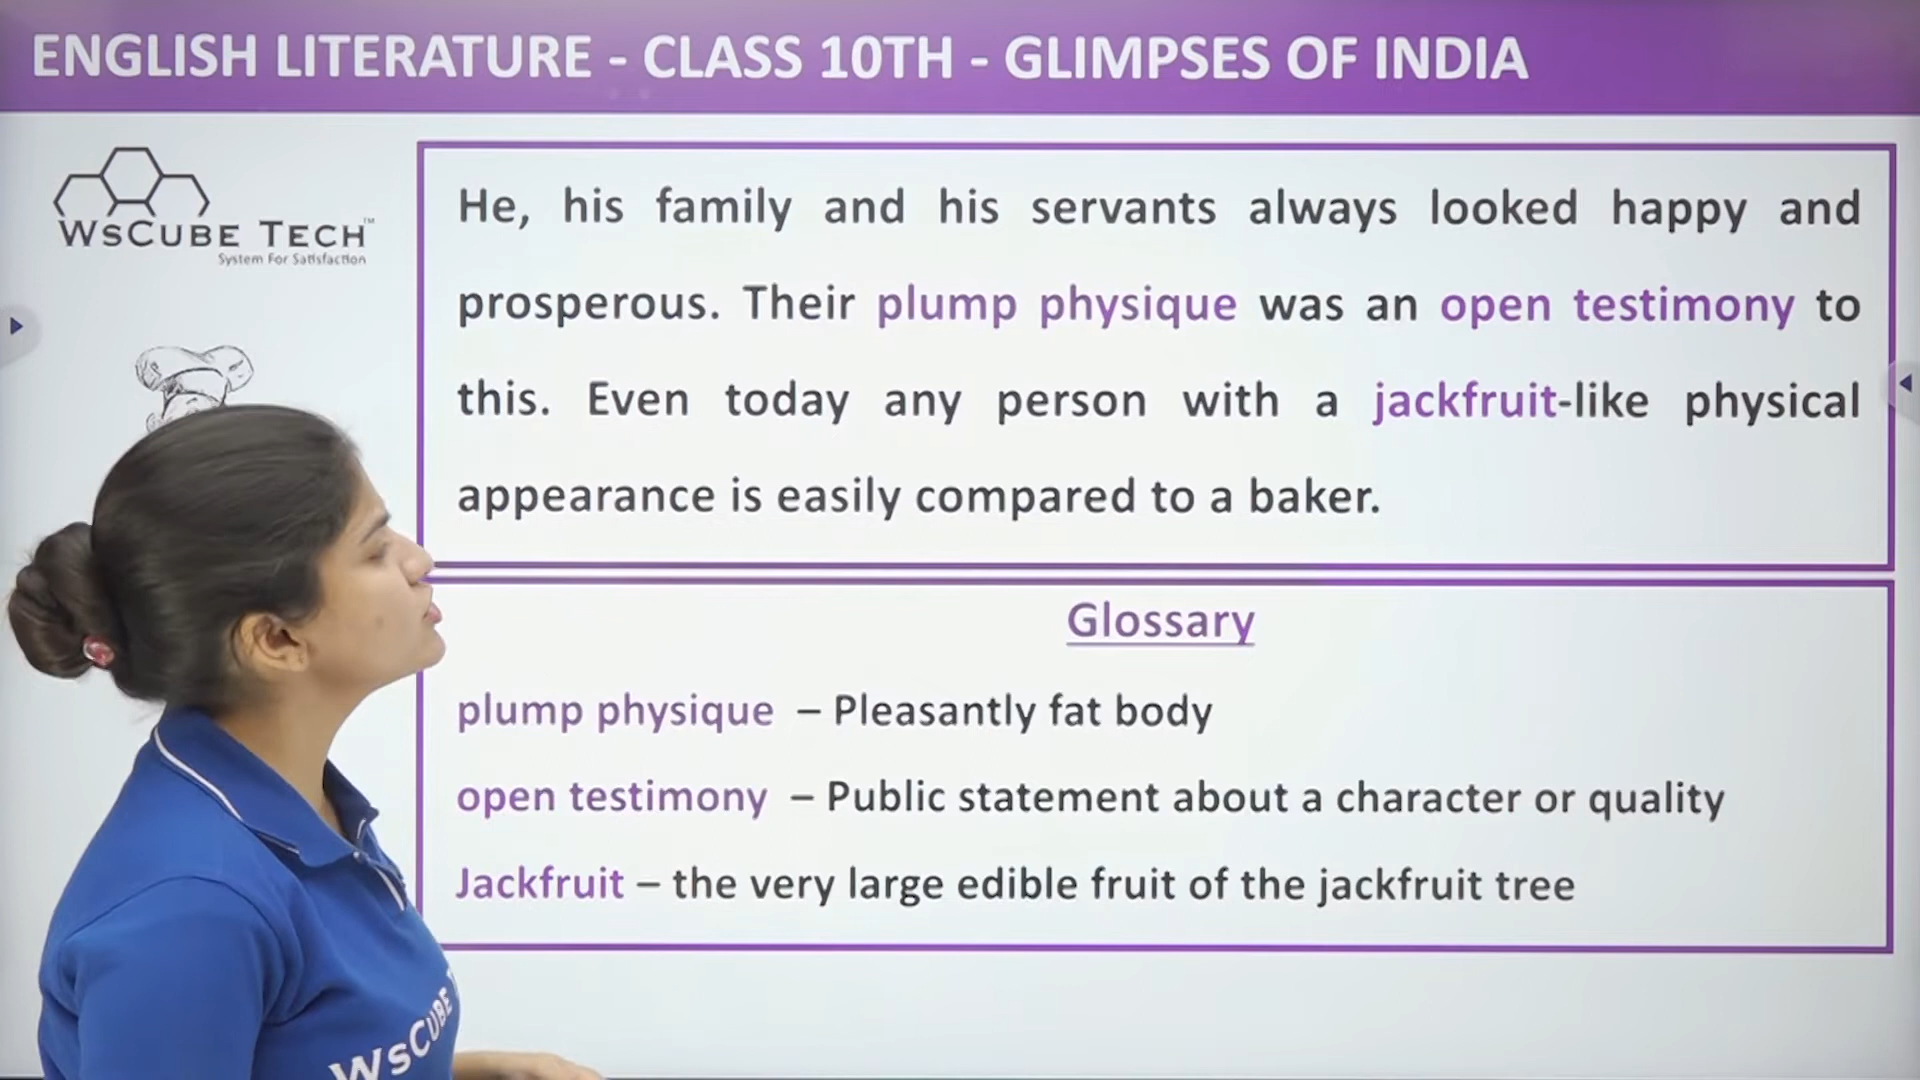 ENGLISH LITERATURE - CLASS 10TH - GLIMPSES OF INDIA
WSCUBE TECH™
System For Satisfaction
He, his family and his servants always looked happy and
prosperous. Their plump physique was an open testimony to
this. Even today any person with a jackfruit-like physical
appearance is easily compared to a baker.
Glossary
plump physique – Pleasantly fat body
open testimony – Public statement about a character or quality
Jackfruit – the very large edible fruit of the jackfruit tree
WSCUBE